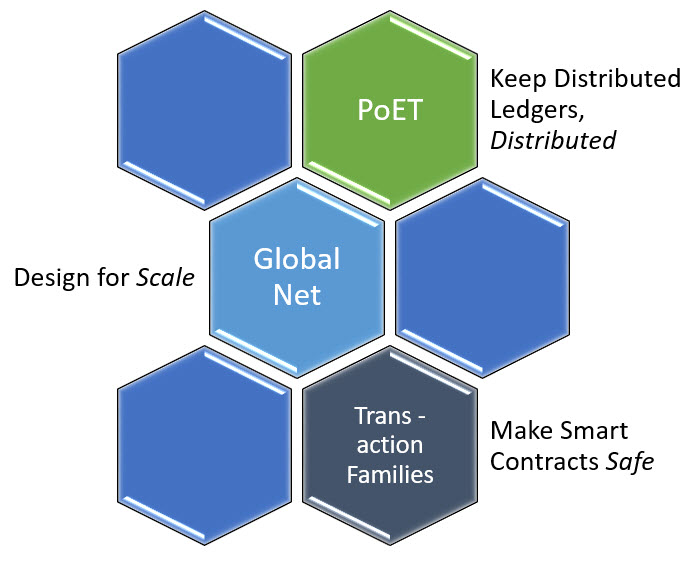 PoET
Keep Distributed
Ledgers,
Distributed
Global
Net
Design for Scale
Trans -
action
Families
Make Smart
Contracts Safe